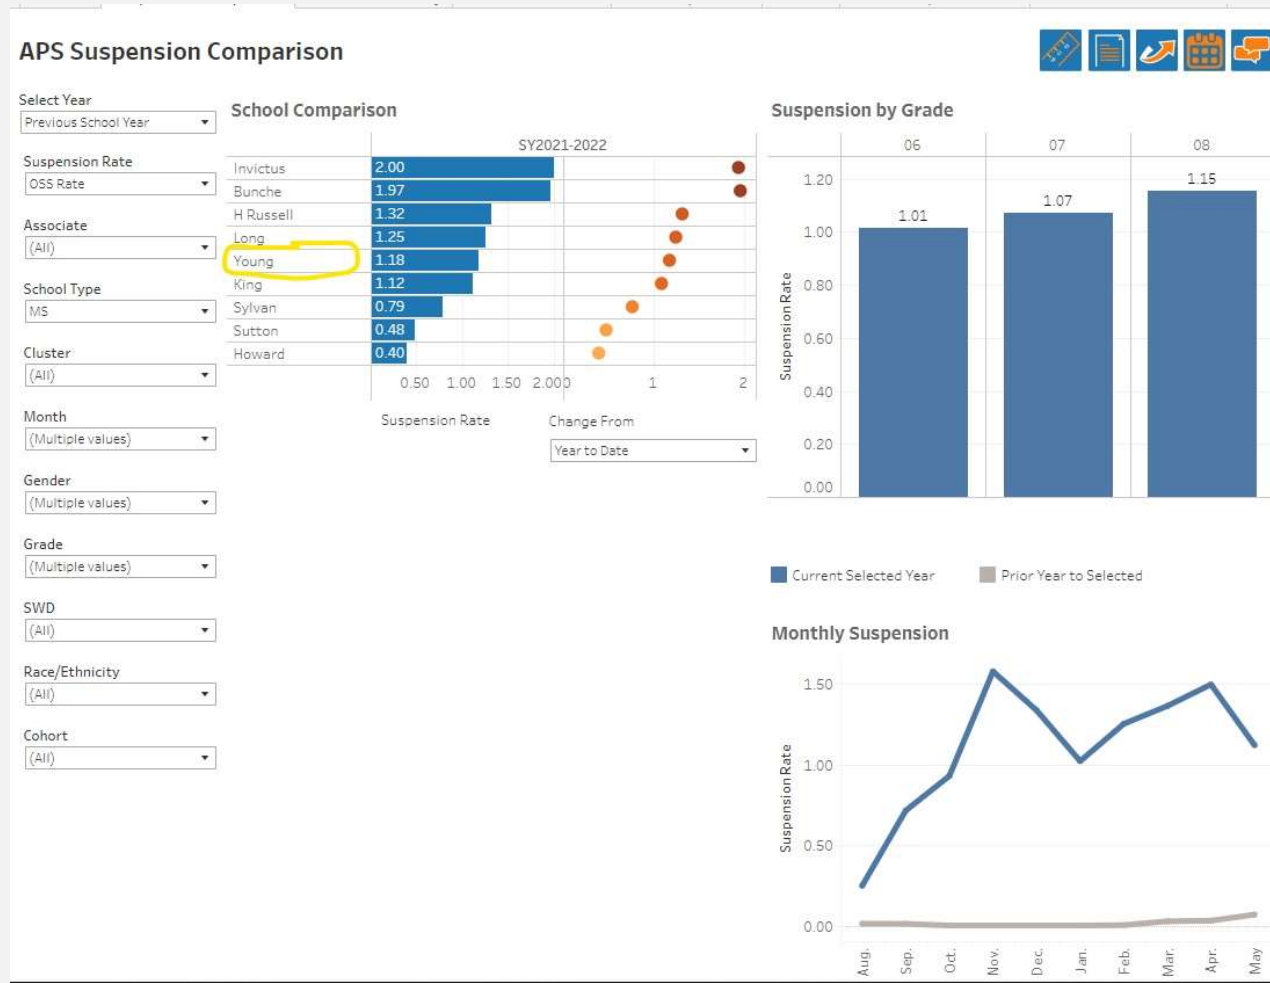 APS Suspension Comparison
Select Year
Previous School Year
Suspension Rate
OSS Rate
Associate
(All)
School Type
MS
Cluster
(All)
Month
(Multiple values)
Gender
(Multiple values)
Grade
(Multiple values)
SWD
(All)
Race/Ethnicity
(All)
Cohort
(All)
School Comparison
SY2021-2022
Invictus 2.00
Bunche 1.97
H Russell 1.32
Long 1.25
Young 1.18
King 1.12
Sylvan 0.79
Sutton 0.48
Howard 0.40
0.50 1.00 1.50 2.000 1 2
Suspension Rate
Change From
Year to Date
Suspension by Grade
06 07 08
1.20
1.00
0.80
0.60
0.40
0.20
0.00
Suspension Rate
1.01
1.07
1.15
Current Selected Year
Prior Year to Selected
Monthly Suspension
1.50
1.00
0.50
0.00
Suspension Rate
Aug. Sep. Oct. Nov. Dec. Jan. Feb. Mar. Apr. May